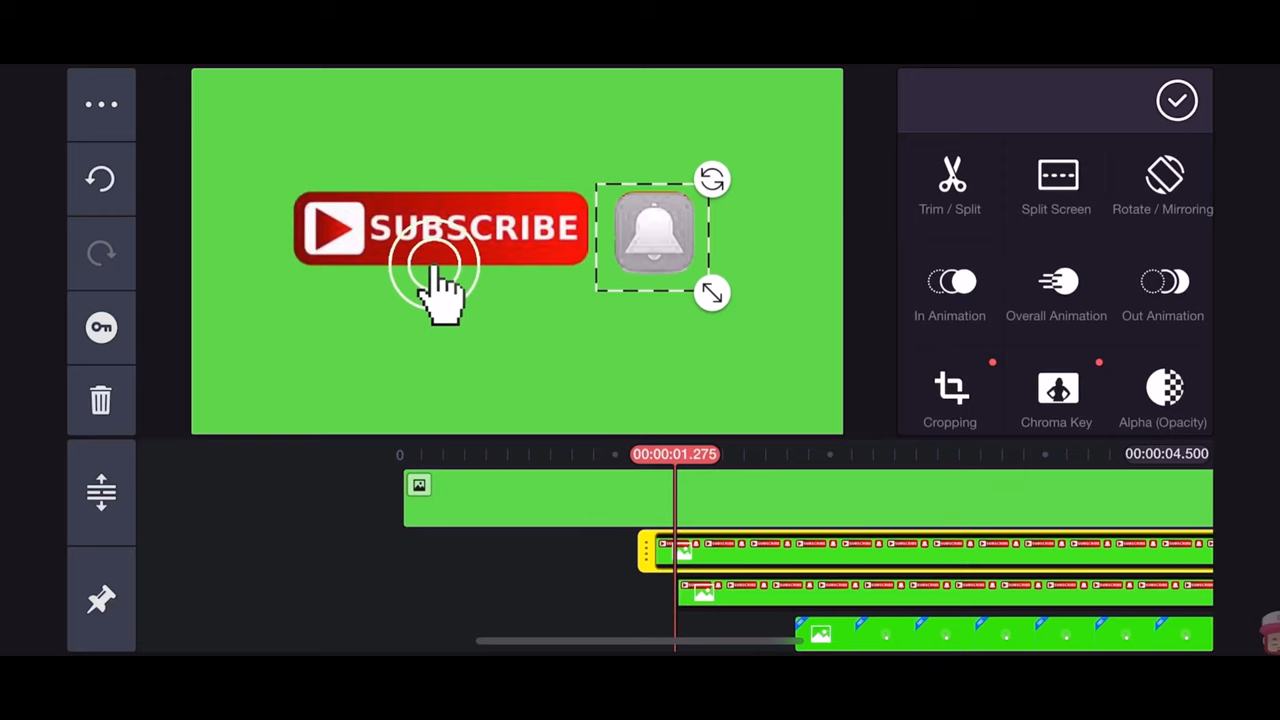 SUBSCRIBE
Trim / Split
Split Screen
Rotate / Mirroring
In Animation
Overall Animation
Out Animation
Cropping
Chroma Key
Alpha (Opacity)
0
00:00:01.275
00:00:04.500